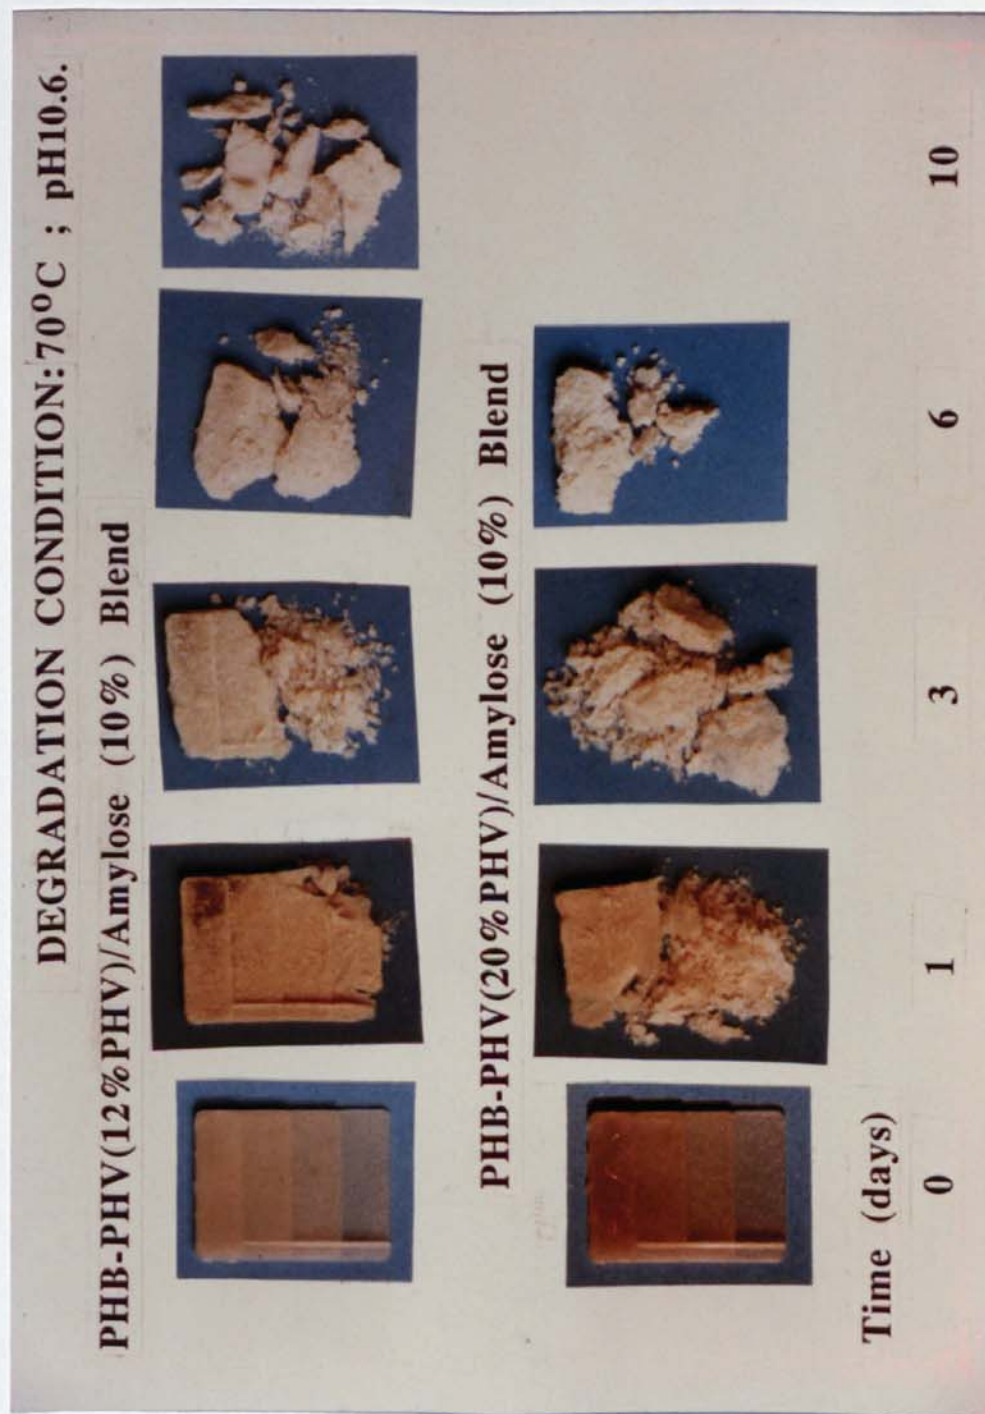 DEGRADATION CONDITION:70°C ; pH10.6.
PHB-PHV(12%PHV)/Amylose (10%) Blend
PHB-PHV(20%PHV)/Amylose (10%) Blend
Time (days)
0 1 3 6 10